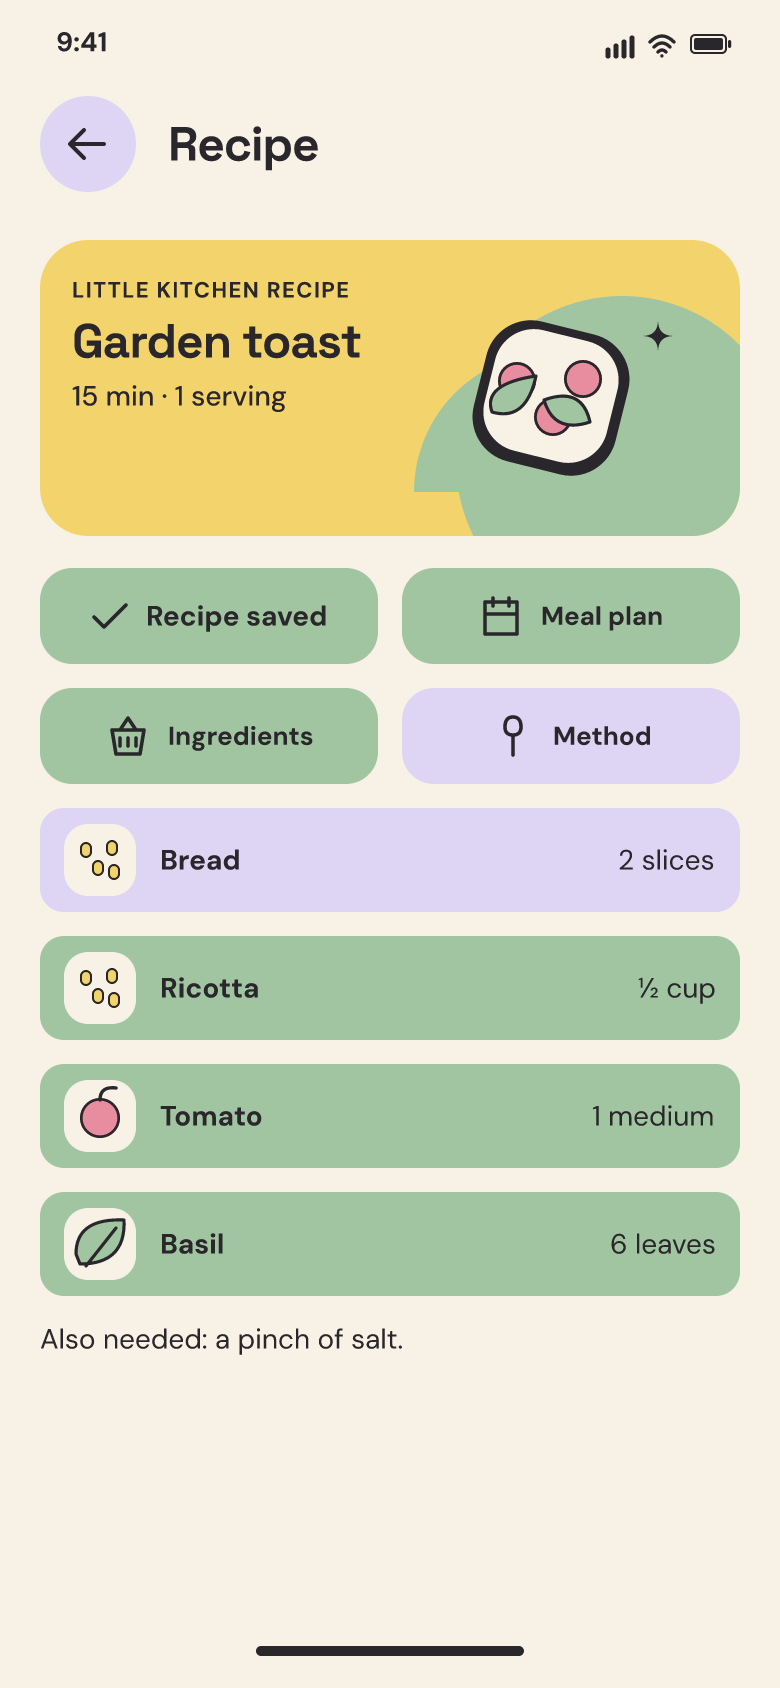 9:41
Recipe
LITTLE KITCHEN RECIPE
Garden toast
15 min · 1 serving
Recipe saved
Meal plan
Ingredients
Method
Bread 2 slices
Ricotta ½ cup
Tomato 1 medium
Basil 6 leaves
Also needed: a pinch of salt.